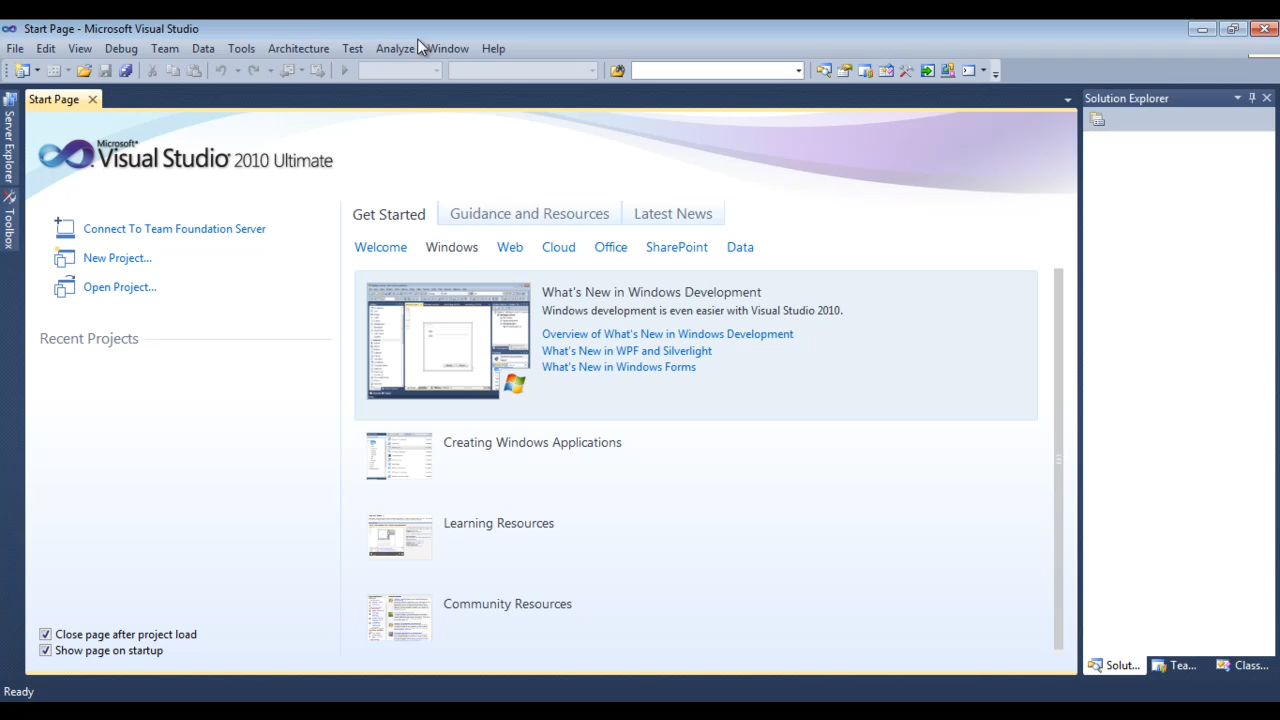 Start Page - Microsoft Visual Studio
File Edit View Debug Team Data Tools Architecture Test Analyze Window Help
Start Page
Solution Explorer
Server Explorer
Toolbox
Microsoft®
Visual Studio® 2010 Ultimate
Connect To Team Foundation Server
New Project...
Open Project...
Recent Projects
Close page after project load
Show page on startup
Get Started Guidance and Resources Latest News
Welcome Windows Web Cloud Office SharePoint Data
What's New in Windows Development
Windows development is even easier with Visual Studio 2010.
Overview of What's New in Windows Development
What's New in WPF and Silverlight
What's New in Windows Forms
Creating Windows Applications
Learning Resources
Community Resources
Solut... Tea... Class...
Ready